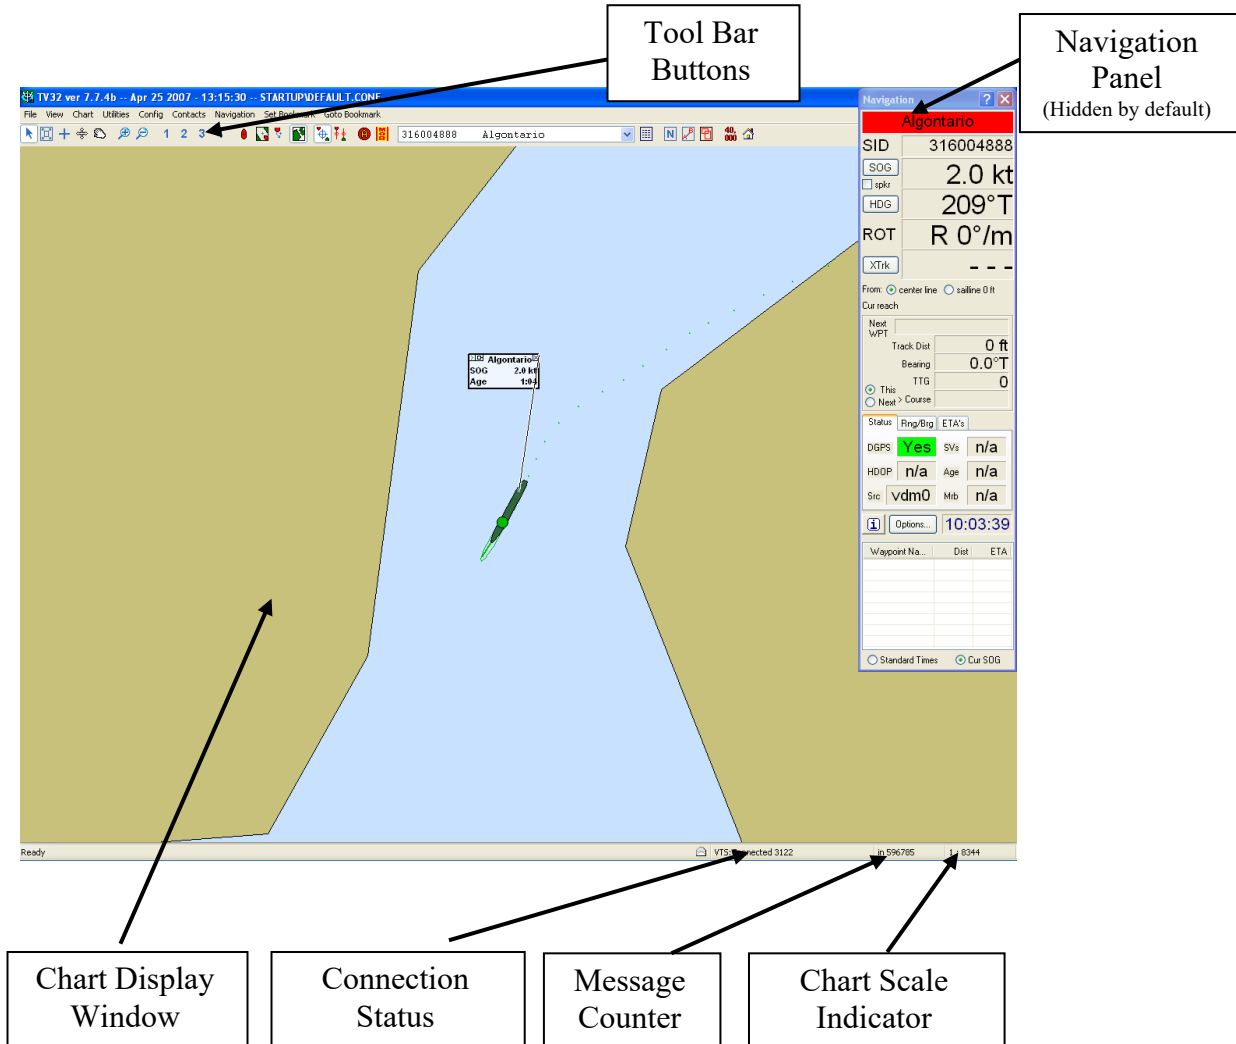 Tool Bar
Buttons
Navigation
Panel
(Hidden by default)
TV32 ver 7.7.4b -- Apr 25 2007 - 13:15:30 -- STARTUP\DEFAULT.CONF
File View Chart Utilities Config Contacts Navigation Set Bookmark Goto Bookmark
1 2 3 316004888 Algontario N 40,000
Navigation
Algontario
SID 316004888
SOG 2.0 kt
spkr
HDG 209°T
ROT R 0°/m
XTrk - - -
From: center line sailline 0 ft
Cur reach
Next
WPT
Track Dist 0 ft
Bearing 0.0°T
TTG 0
This
Next > Course
Status Rng/Brg ETA's
DGPS Yes SVs n/a
HDOP n/a Age n/a
Src vdm0 Mrb n/a
Options... 10:03:39
Waypoint Na... Dist ETA
Standard Times Cur SOG
Algontario
SOG 2.0 kt
Age 1:04
Ready VTS:Connected 3122 in 596785 1 : 8344
Chart Display
Window
Connection
Status
Message
Counter
Chart Scale
Indicator